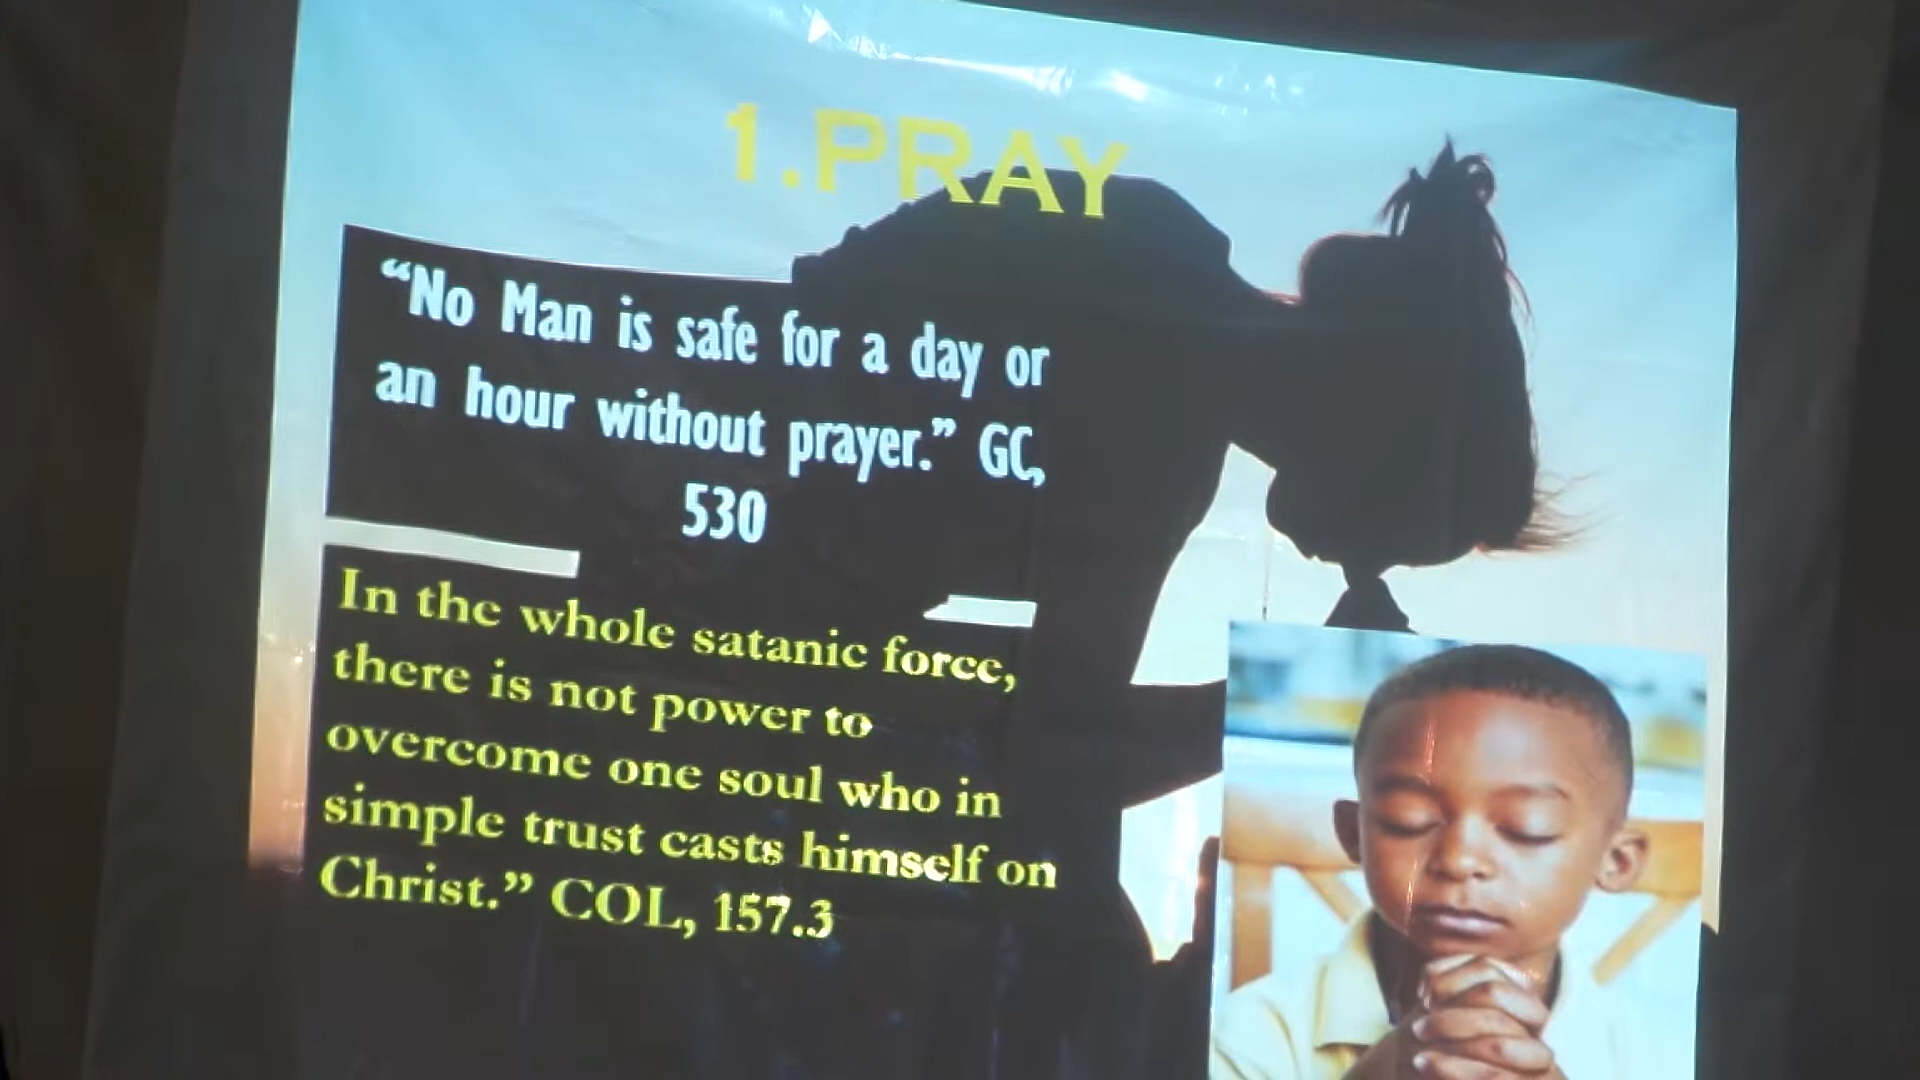 1.PRAY
“No Man is safe for a day or
an hour without prayer.” GC,
530
In the whole satanic force,
there is not power to
overcome one soul who in
simple trust casts himself on
Christ.” COL, 157.3